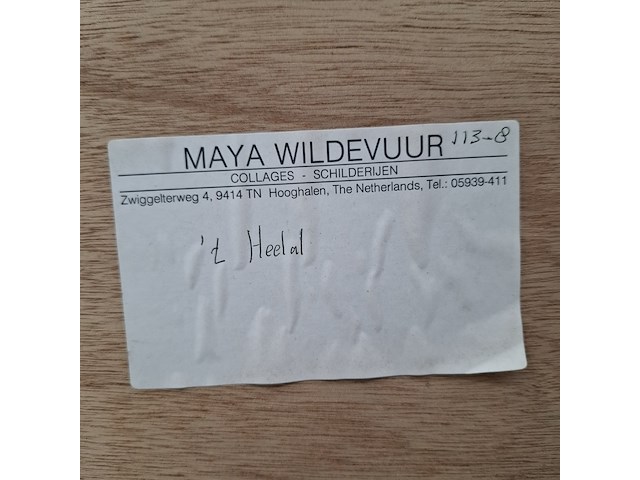 MAYA WILDEVUUR 113-8
COLLAGES - SCHILDERIJEN
Zwiggelterweg 4, 9414 TN Hooghalen, The Netherlands, Tel.: 05939-411
't Heelal